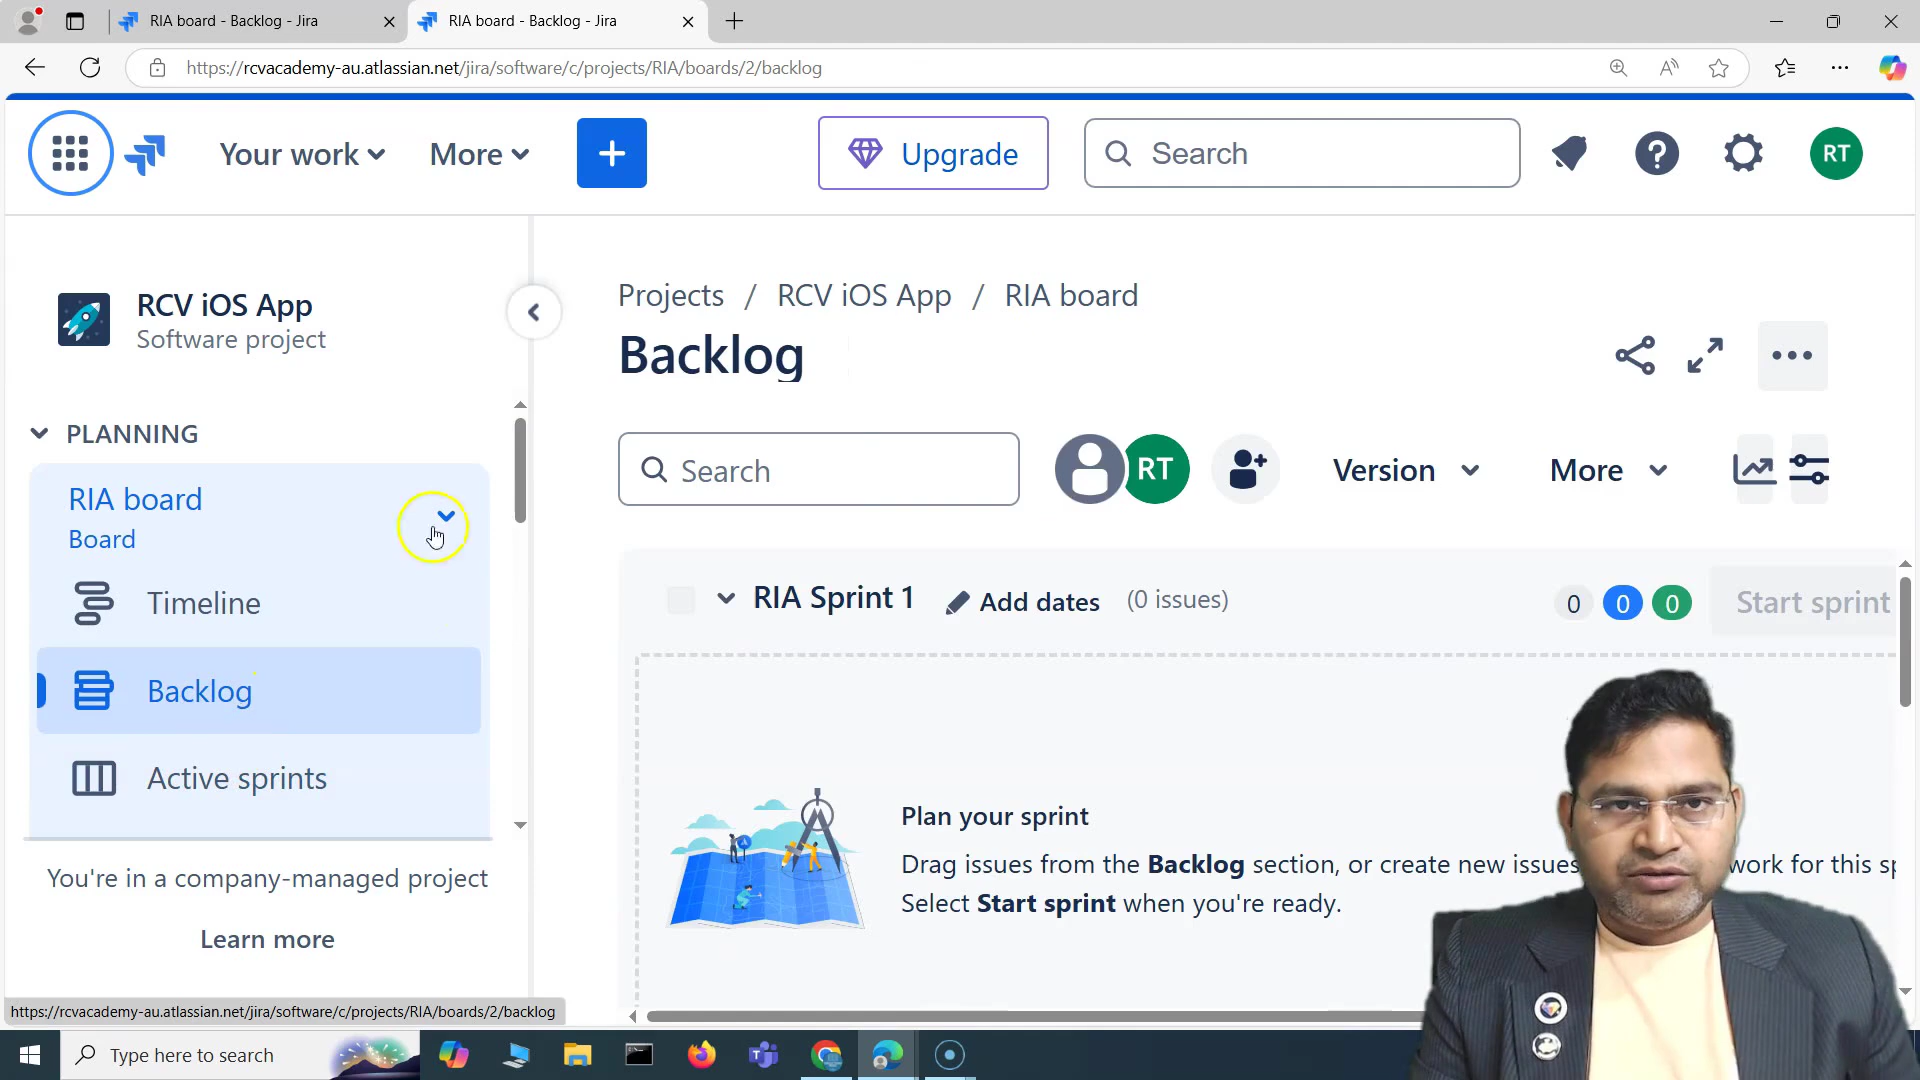 RIA board - Backlog - Jira
RIA board - Backlog - Jira
https://rcvacademy-au.atlassian.net/jira/software/c/projects/RIA/boards/2/backlog
Your work
More
Upgrade
Search
RT
RCV iOS App
Software project
PLANNING
RIA board
Board
Timeline
Backlog
Active sprints
You're in a company-managed project
Learn more
https://rcvacademy-au.atlassian.net/jira/software/c/projects/RIA/boards/2/backlog
Projects / RCV iOS App / RIA board
Backlog
Search
RT
Version
More
RIA Sprint 1
Add dates
(0 issues)
0 0 0
Start sprint
Plan your sprint
Drag issues from the Backlog section, or create new issues work for this sp
Select Start sprint when you're ready.
Type here to search